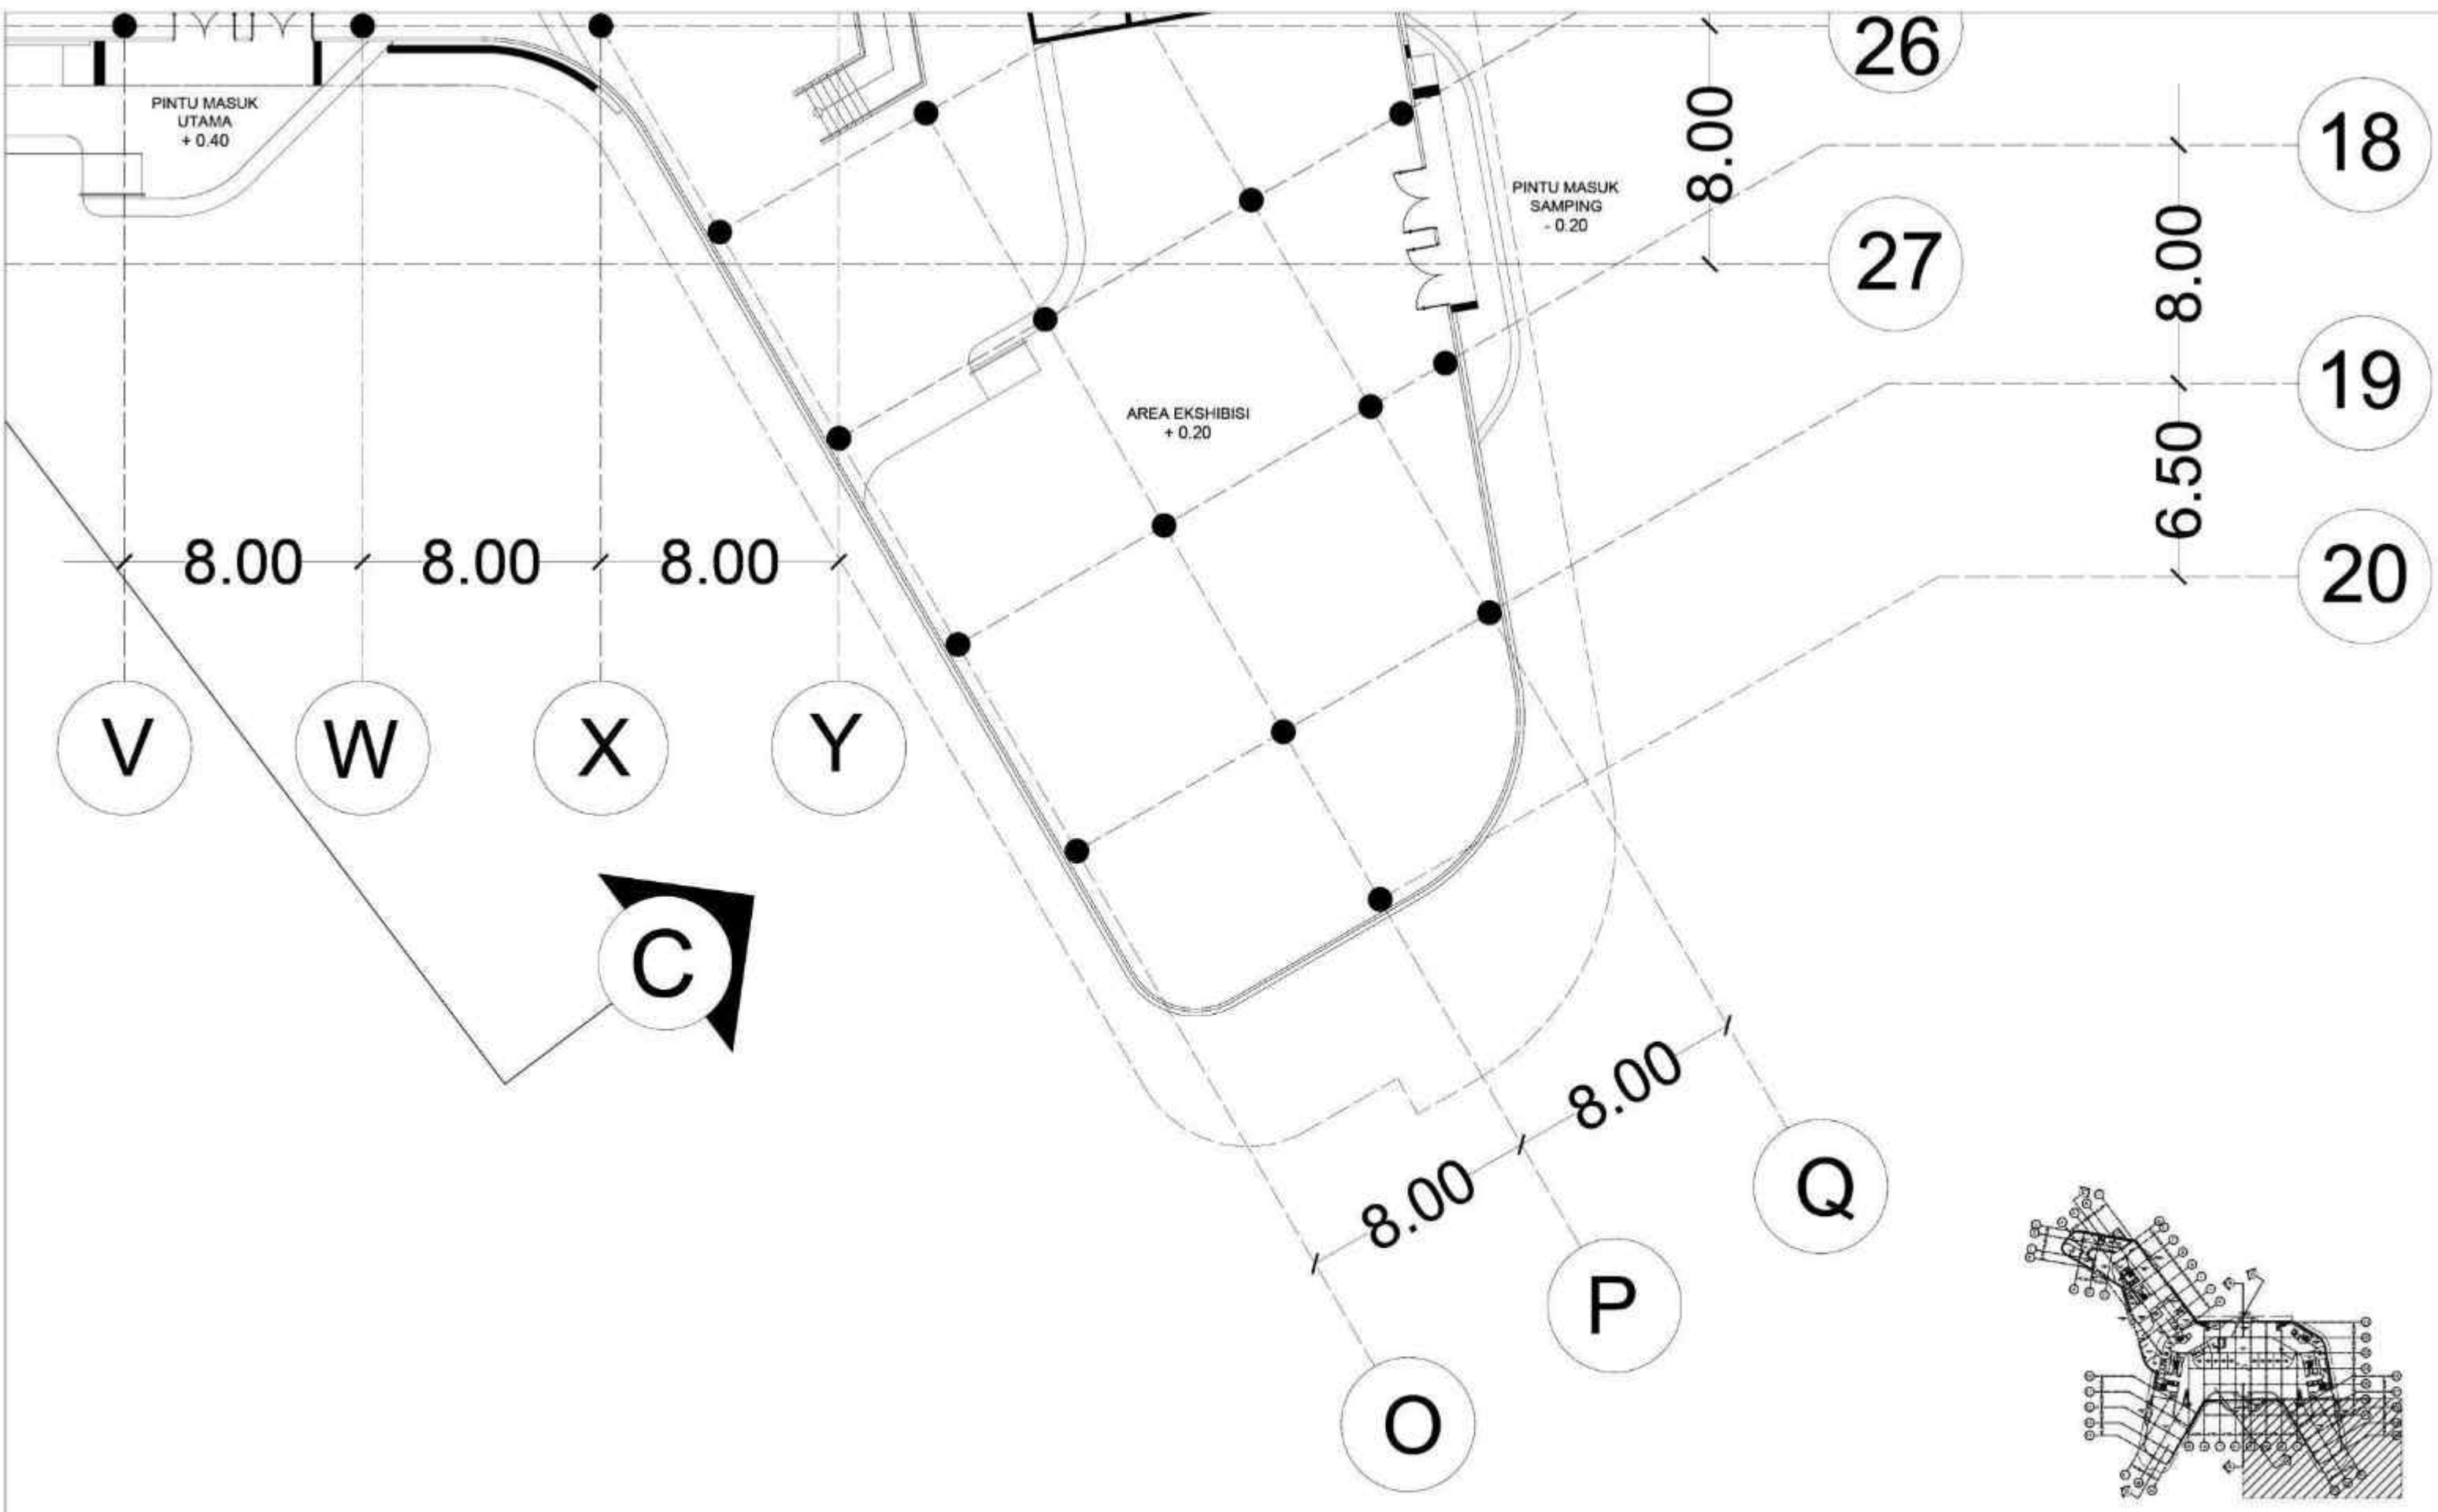 26
8.00
18
PINTU MASUK
UTAMA
+ 0.40
PINTU MASUK
SAMPING
- 0.20
27
8.00
19
AREA EKSHIBISI
+ 0.20
6.50
20
8.00
8.00
8.00
V
W
X
Y
C
8.00
8.00
Q
P
O